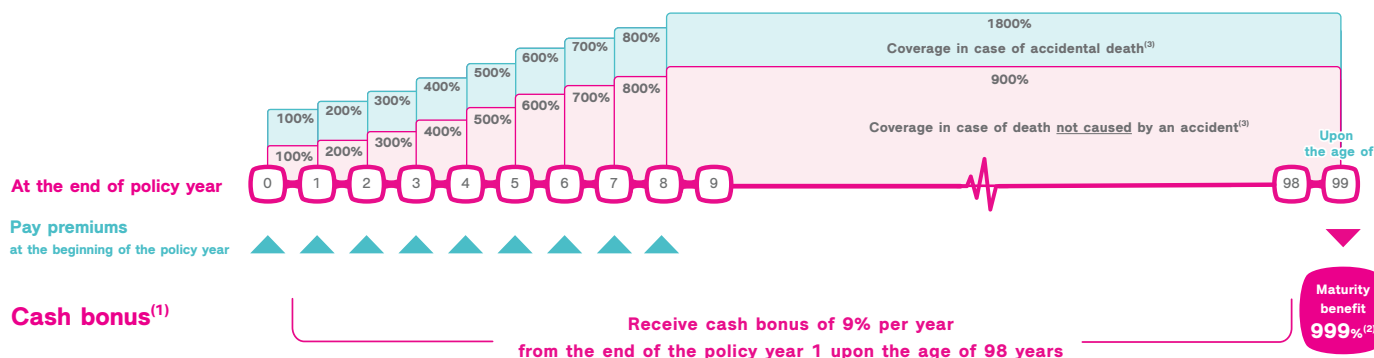 1800%
Coverage in case of accidental death(3)
800%
700%
600%
500%
400%
300%
200%
100%
900%
Coverage in case of death not caused by an accident(3)
800%
700%
600%
500%
400%
300%
200%
100%
Upon
the age of
At the end of policy year
0 1 2 3 4 5 6 7 8 9 98 99
Pay premiums
at the beginning of the policy year
Cash bonus(1)
Receive cash bonus of 9% per year
from the end of the policy year 1 upon the age of 98 years
Maturity
benefit
999%(2)